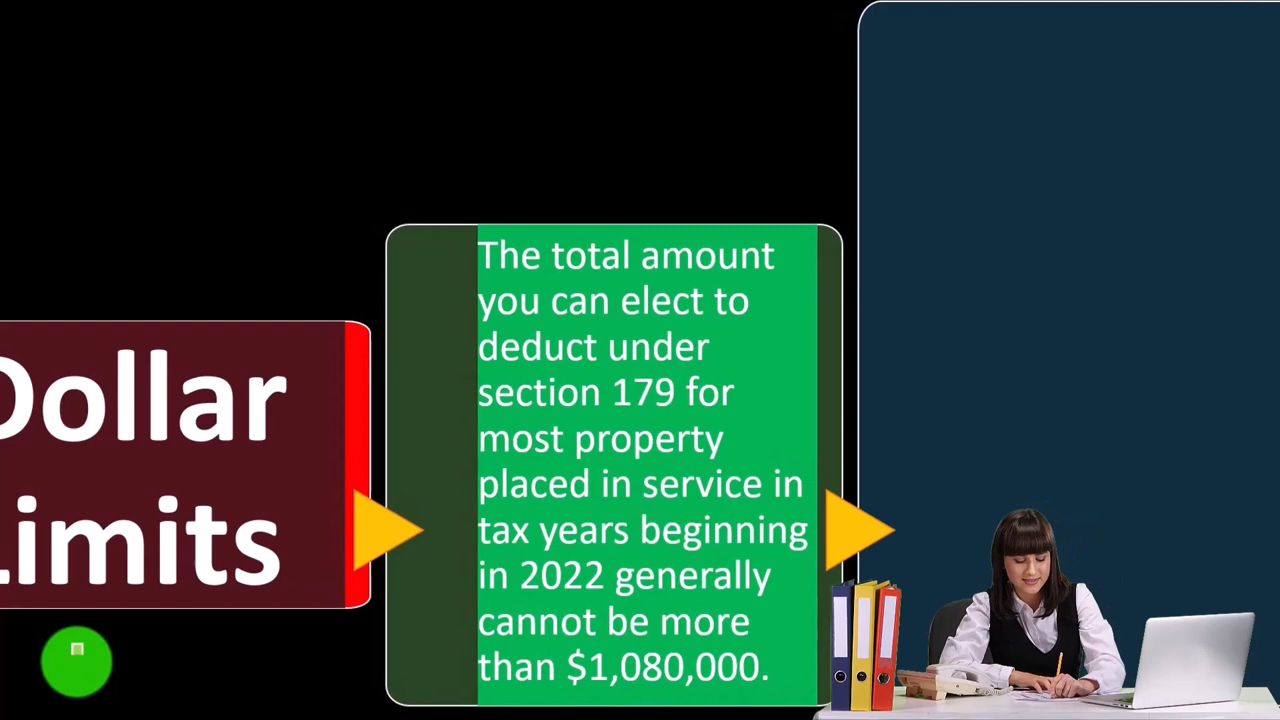 Dollar
Limits
The total amount
you can elect to
deduct under
section 179 for
most property
placed in service in
tax years beginning
in 2022 generally
cannot be more
than $1,080,000.